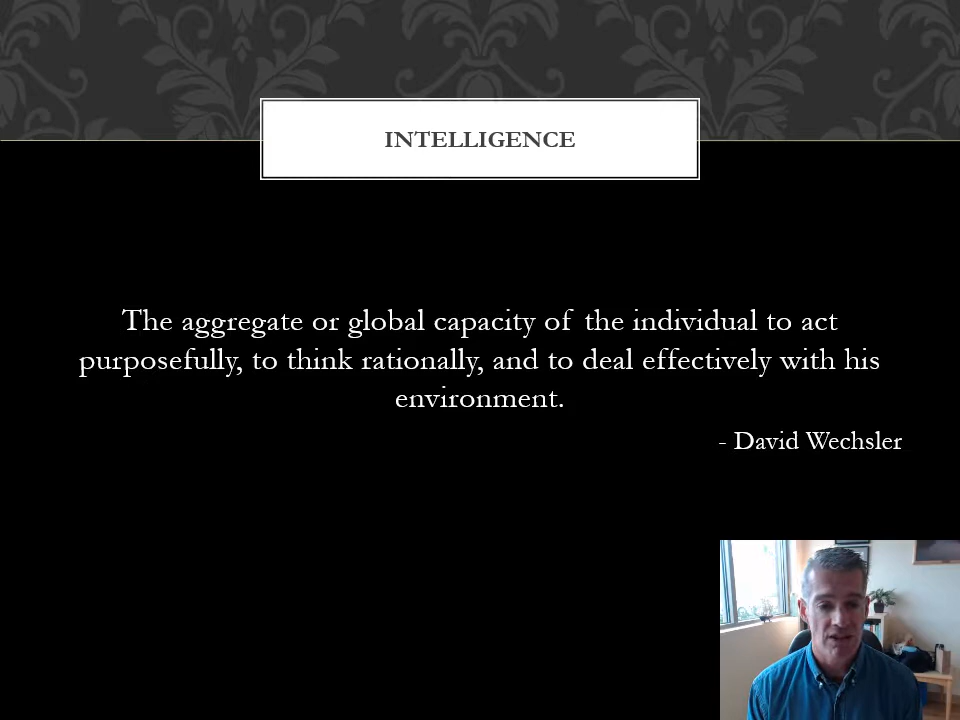 INTELLIGENCE
The aggregate or global capacity of the individual to act
purposefully, to think rationally, and to deal effectively with his
environment.
- David Wechsler